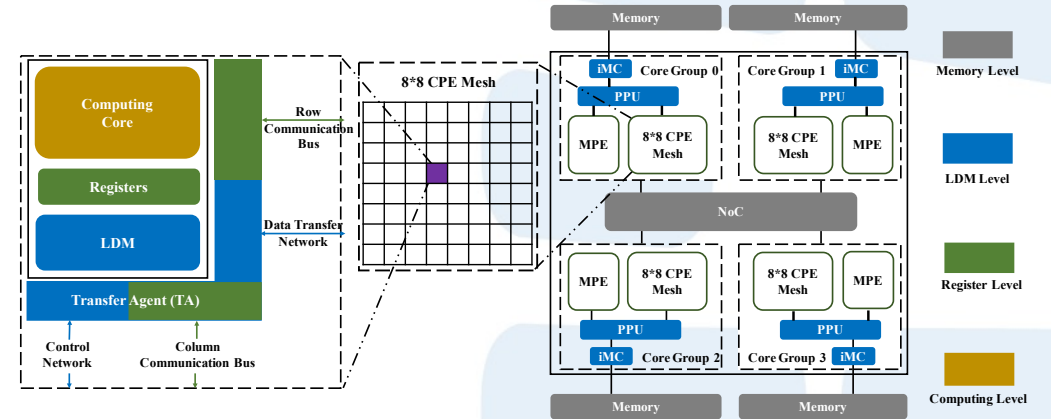 Computing
Core
Registers
LDM
Transfer Agent (TA)
Control
Network
Column
Communication Bus
Row
Communication
Bus
Data Transfer
Network
8*8 CPE Mesh
Memory
Memory
iMC
Core Group 0
PPU
MPE
8*8 CPE
Mesh
Core Group 1
iMC
PPU
8*8 CPE
Mesh
MPE
NoC
MPE
8*8 CPE
Mesh
PPU
iMC
Core Group 2
8*8 CPE
Mesh
MPE
PPU
Core Group 3
iMC
Memory
Memory
Memory Level
LDM Level
Register Level
Computing Level